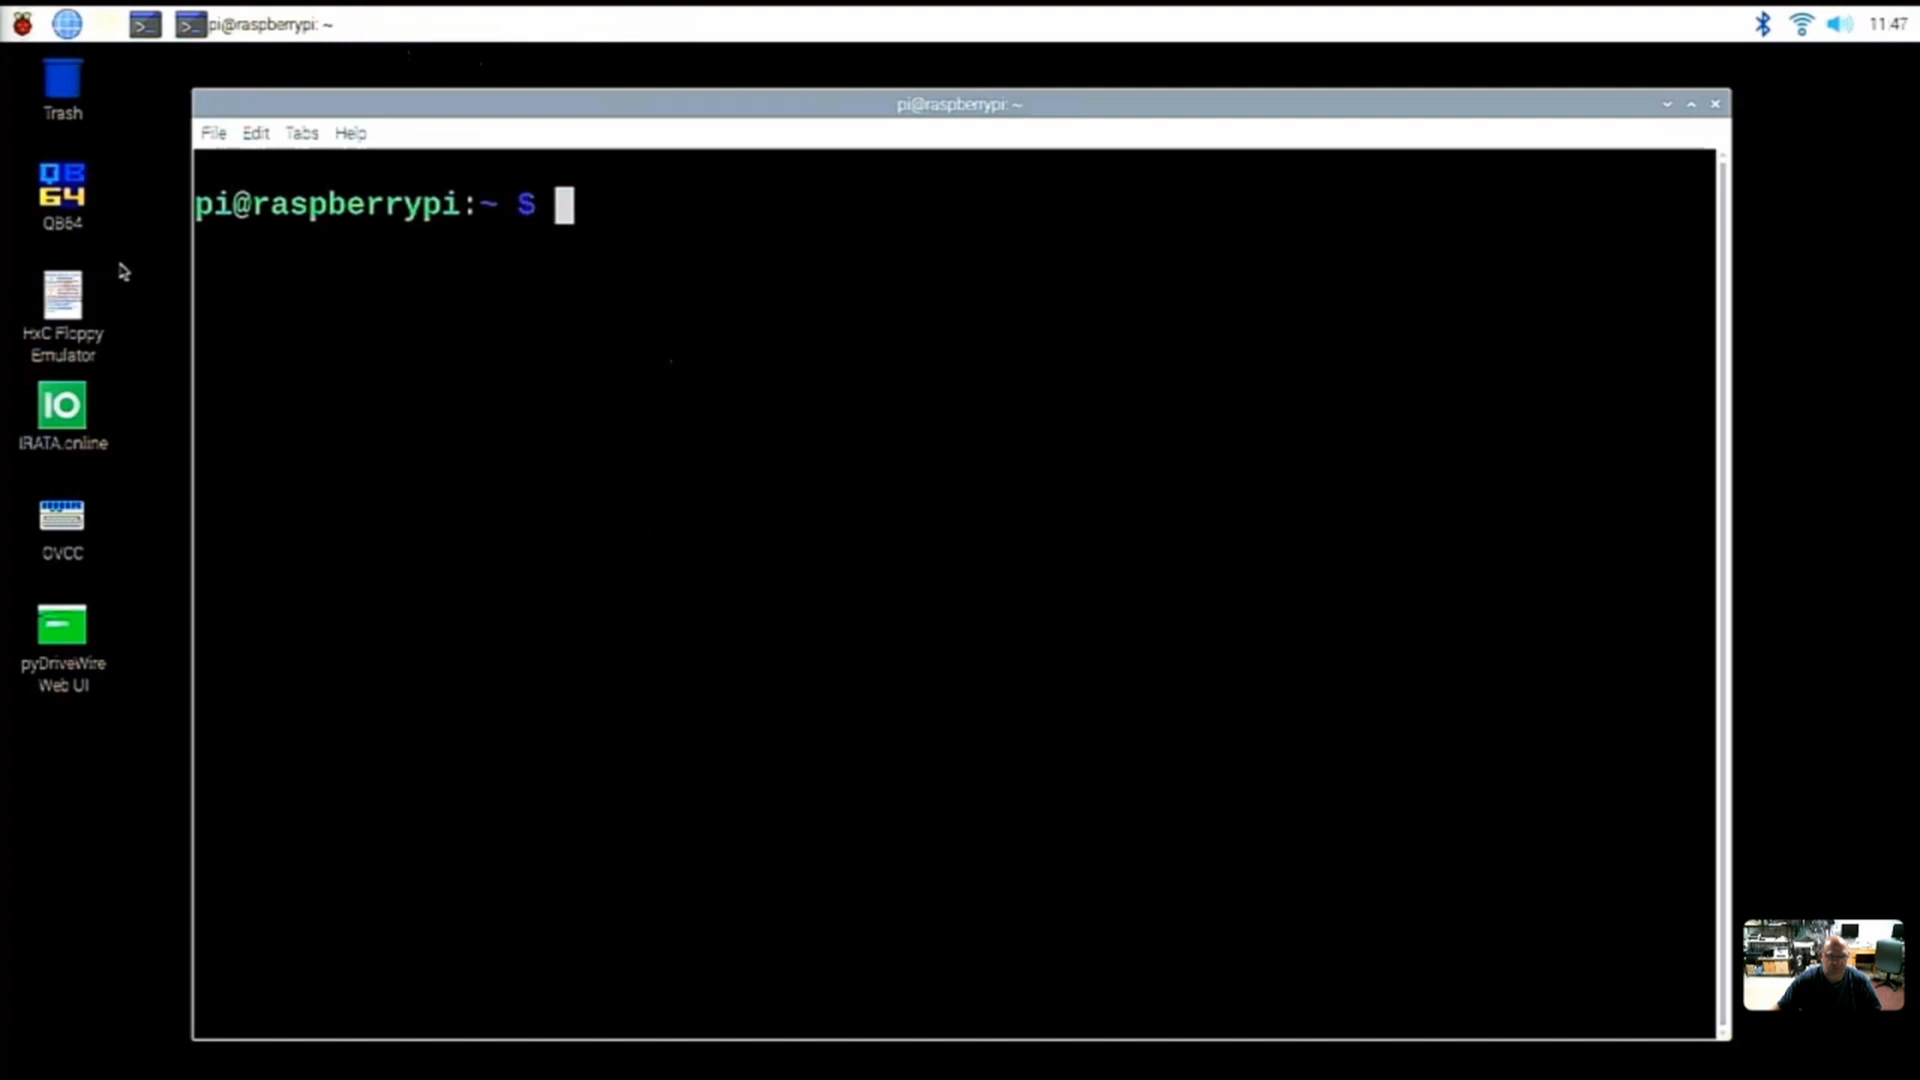 pi@raspberrypi: ~
11:47
Trash
QB
64
QB64
HxC Floppy
Emulator
IO
IRATA.online
OVCC
pyDriveWire
Web UI
pi@raspberrypi: ~
File Edit Tabs Help
pi@raspberrypi:~ $